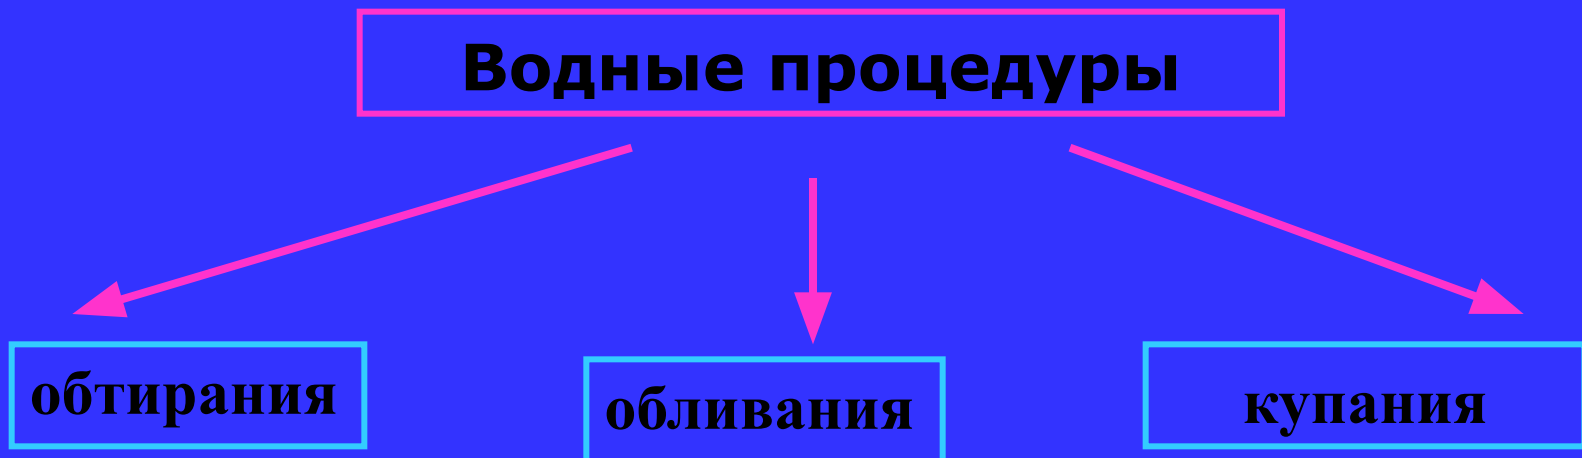 Водные процедуры
обтирания
обливания
купания